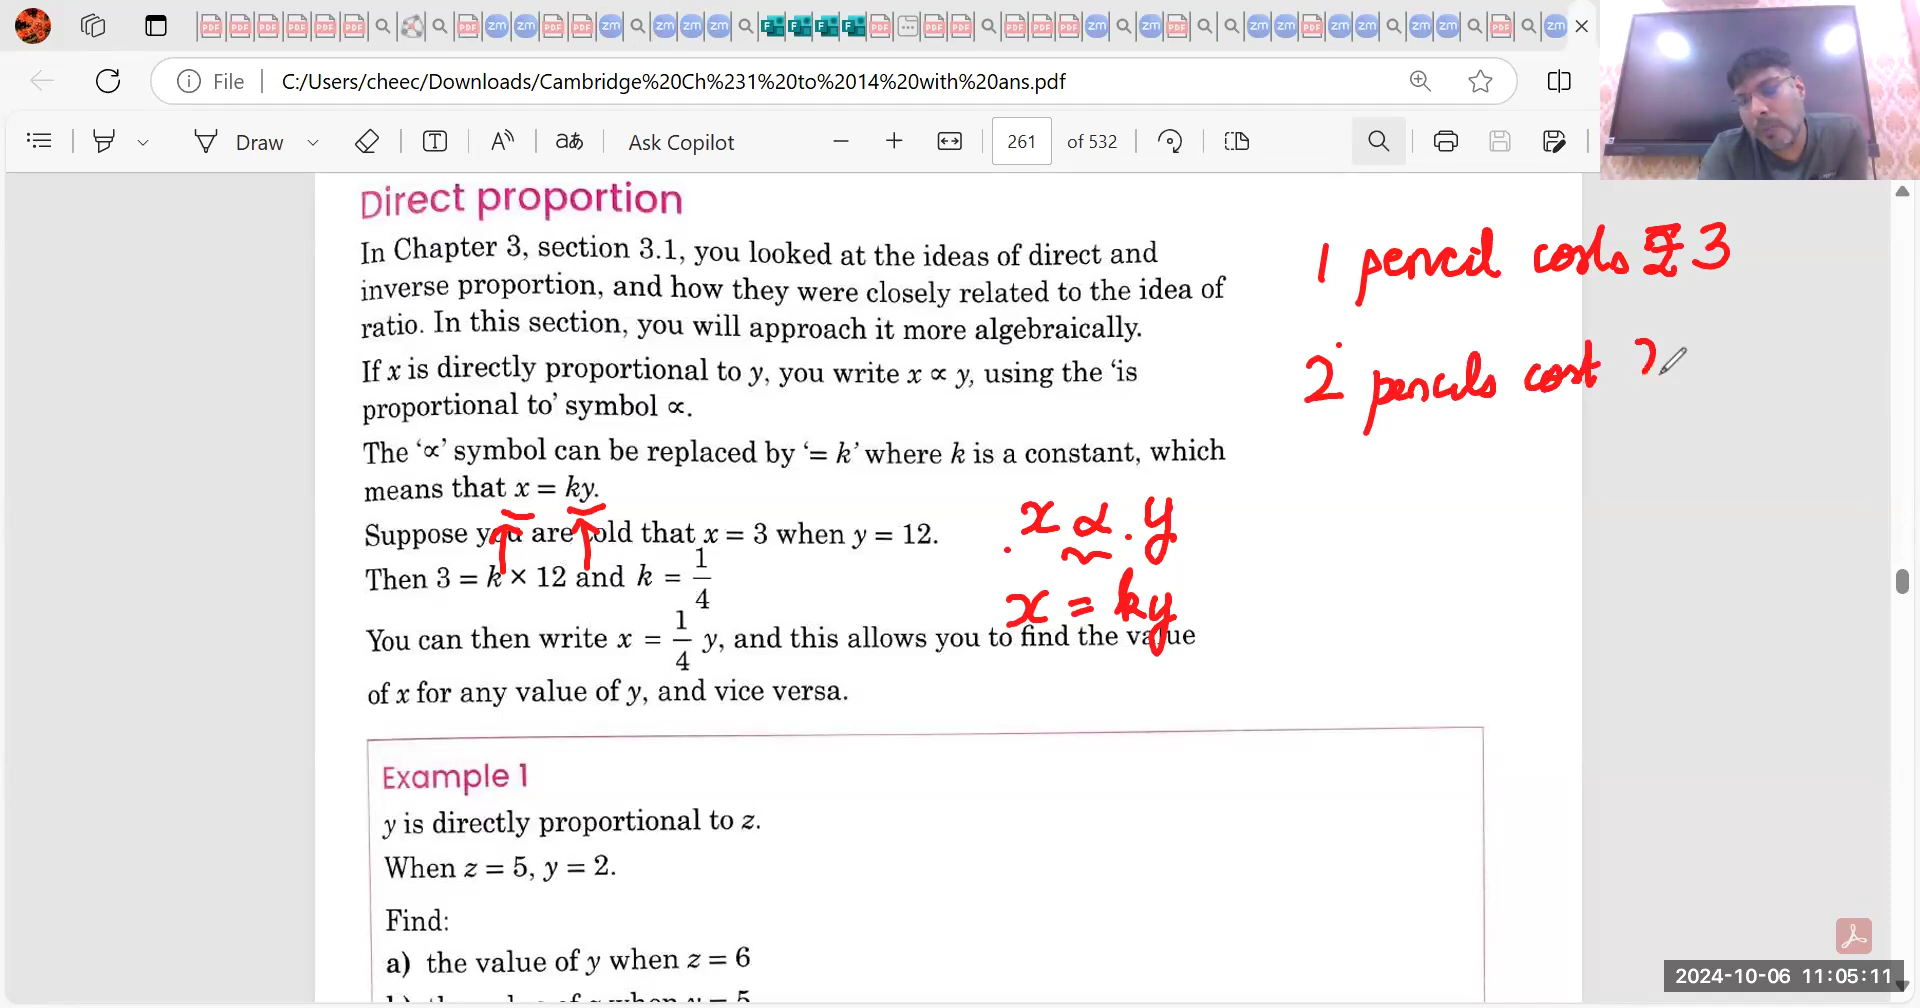 File
C:/Users/cheec/Downloads/Cambridge%20Ch%231%20to%2014%20with%20ans.pdf
Draw
Ask Copilot
261
of 532
Direct proportion
In Chapter 3, section 3.1, you looked at the ideas of direct and
inverse proportion, and how they were closely related to the idea of
ratio. In this section, you will approach it more algebraically.
If x is directly proportional to y, you write x ∝ y, using the ‘is
proportional to’ symbol ∝.
The ‘∝’ symbol can be replaced by ‘= k’ where k is a constant, which
means that x = ky.
Suppose you are told that x = 3 when y = 12.
Then 3 = k × 12 and k = 1/4
You can then write x = 1/4 y, and this allows you to find the value
of x for any value of y, and vice versa.
Example 1
y is directly proportional to z.
When z = 5, y = 2.
Find:
a) the value of y when z = 6
1 pencil costs ₹ 3
2 pencils cost
x ∝ y
x = ky
2024-10-06 11:05:11